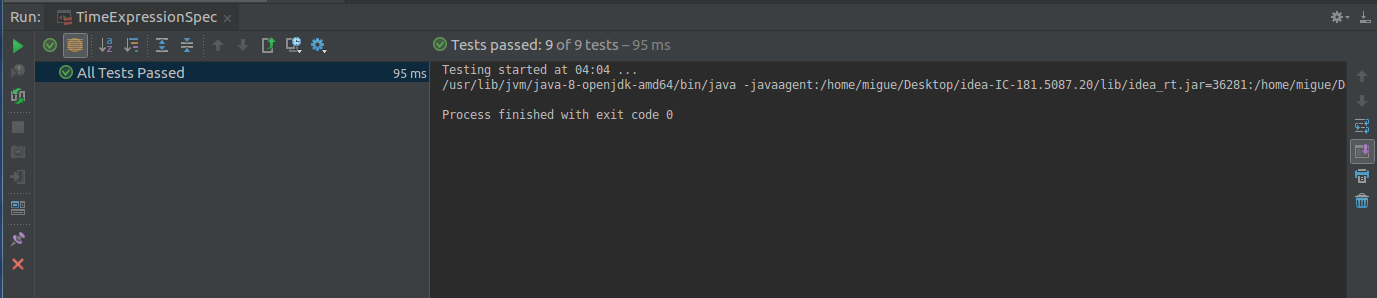 Run: TimeExpressionSpec
Tests passed: 9 of 9 tests – 95 ms
All Tests Passed 95 ms
Testing started at 04:04 ...
/usr/lib/jvm/java-8-openjdk-amd64/bin/java -javaagent:/home/migue/Desktop/idea-IC-181.5087.20/lib/idea_rt.jar=36281:/home/migue/D
Process finished with exit code 0